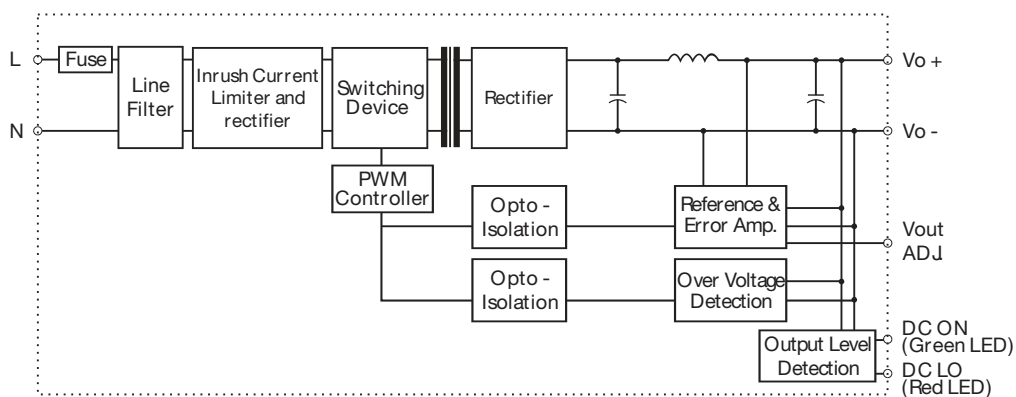 L
Fuse
N
Line
Filter
Inrush Current
Limiter and
rectifier
Switching
Device
Rectifier
Vo +
Vo -
PWM
Controller
Opto -
Isolation
Reference &
Error Amp.
Vout
ADJ.
Opto -
Isolation
Over Voltage
Detection
Output Level
Detection
DC ON
(Green LED)
DC LO
(Red LED)